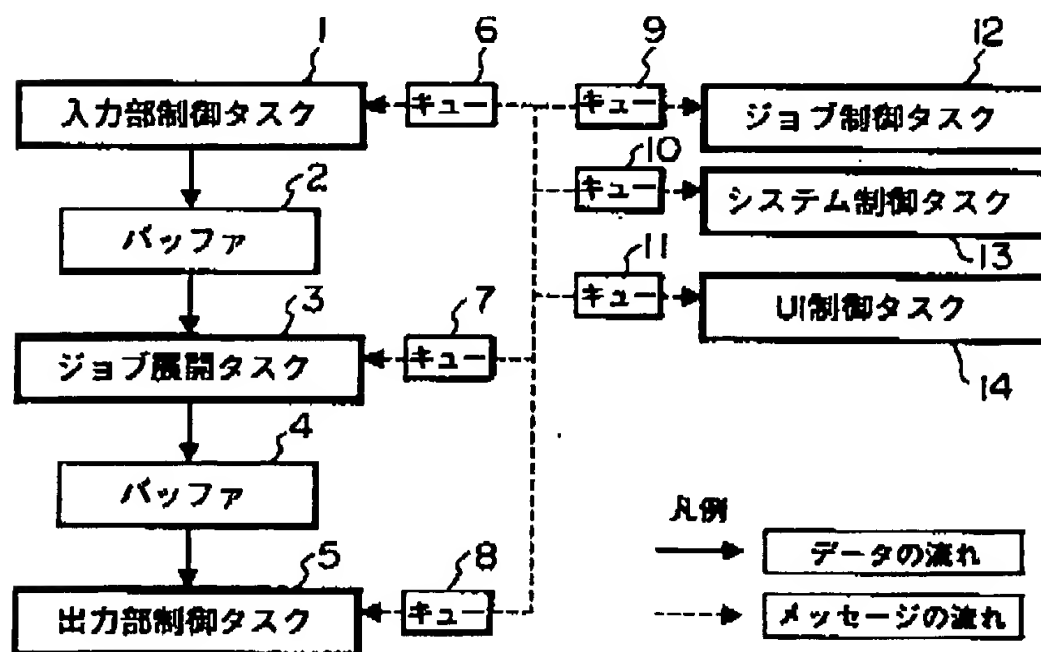 1
6
9
12
入力部制御タスク
キュー
キュー
ジョブ制御タスク
2
10
バッファ
キュー
システム制御タスク
13
3
7
11
ジョブ展開タスク
キュー
キュー
UI制御タスク
14
4
バッファ
凡例
データの流れ
5
8
出力部制御タスク
キュー
メッセージの流れ